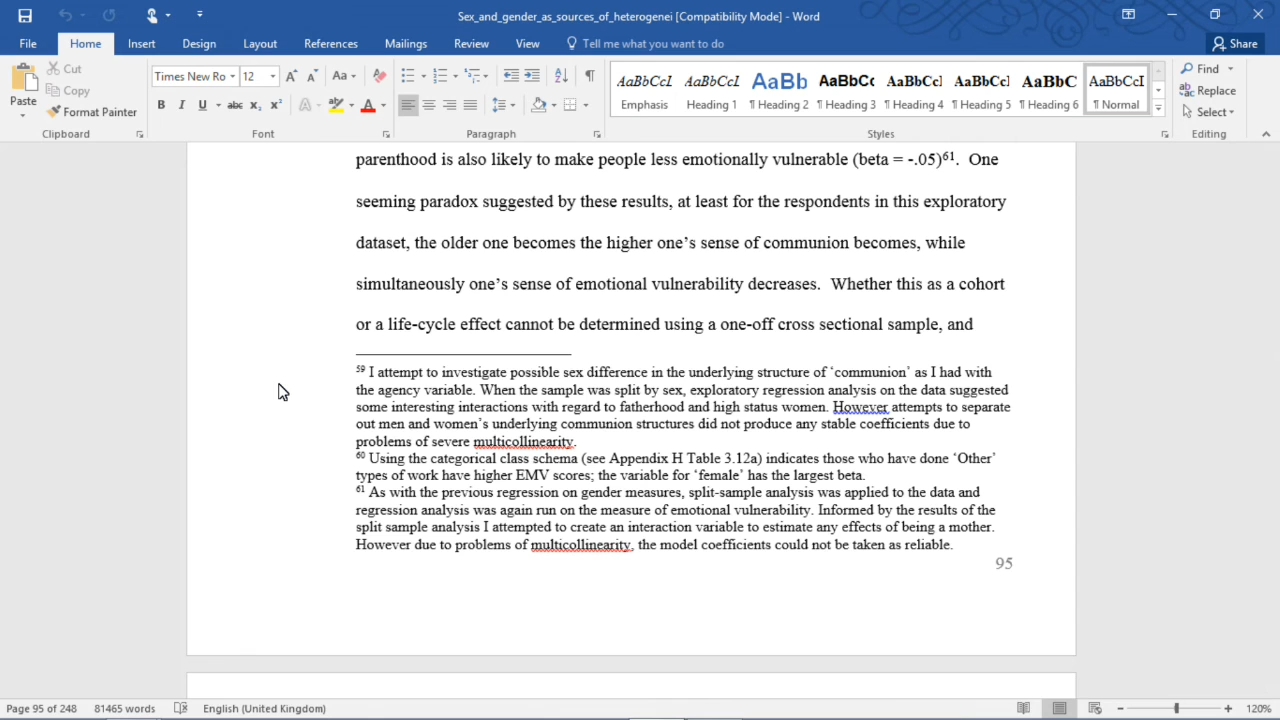 Sex_and_gender_as_sources_of_heterogenei [Compatibility Mode] - Word
File Home Insert Design Layout References Mailings Review View Tell me what you want to do Share
Cut
Copy
Format Painter
Paste
Clipboard
Times New Ro 12
Aa
B I U abc x₂ x²
A A
Font
Paragraph
AaBbCcI AaBbCcI AaBb AaBbCc AaBbCcI AaBbCcI AaBbC AaBbCcI
Emphasis Heading 1 ¶ Heading 2 ¶ Heading 3 ¶ Heading 4 ¶ Heading 5 ¶ Heading 6 ¶ Normal
Styles
Find
Replace
Select
Editing
parenthood is also likely to make people less emotionally vulnerable (beta = -.05)⁶¹. One
seeming paradox suggested by these results, at least for the respondents in this exploratory
dataset, the older one becomes the higher one’s sense of communion becomes, while
simultaneously one’s sense of emotional vulnerability decreases. Whether this as a cohort
or a life-cycle effect cannot be determined using a one-off cross sectional sample, and
⁵⁹ I attempt to investigate possible sex difference in the underlying structure of ‘communion’ as I had with
the agency variable. When the sample was split by sex, exploratory regression analysis on the data suggested
some interesting interactions with regard to fatherhood and high status women. However attempts to separate
out men and women’s underlying communion structures did not produce any stable coefficients due to
problems of severe multicollinearity.
⁶⁰ Using the categorical class schema (see Appendix H Table 3.12a) indicates those who have done ‘Other’
types of work have higher EMV scores; the variable for ‘female’ has the largest beta.
⁶¹ As with the previous regression on gender measures, split-sample analysis was applied to the data and
regression analysis was again run on the measure of emotional vulnerability. Informed by the results of the
split sample analysis I attempted to create an interaction variable to estimate any effects of being a mother.
However due to problems of multicollinearity, the model coefficients could not be taken as reliable.
95
Page 95 of 248 81465 words English (United Kingdom) 120%